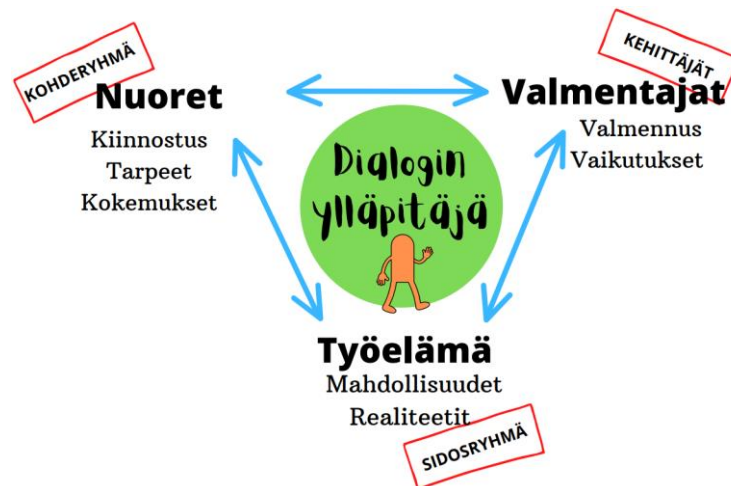 KOHDERYHMÄ
Nuoret
Kiinnostus
Tarpeet
Kokemukset
KEHITTÄJÄT
Valmentajat
Valmennus
Vaikutukset
Dialogin
ylläpitäjä
Työelämä
Mahdollisuudet
Realiteetit
SIDOSRYHMÄ